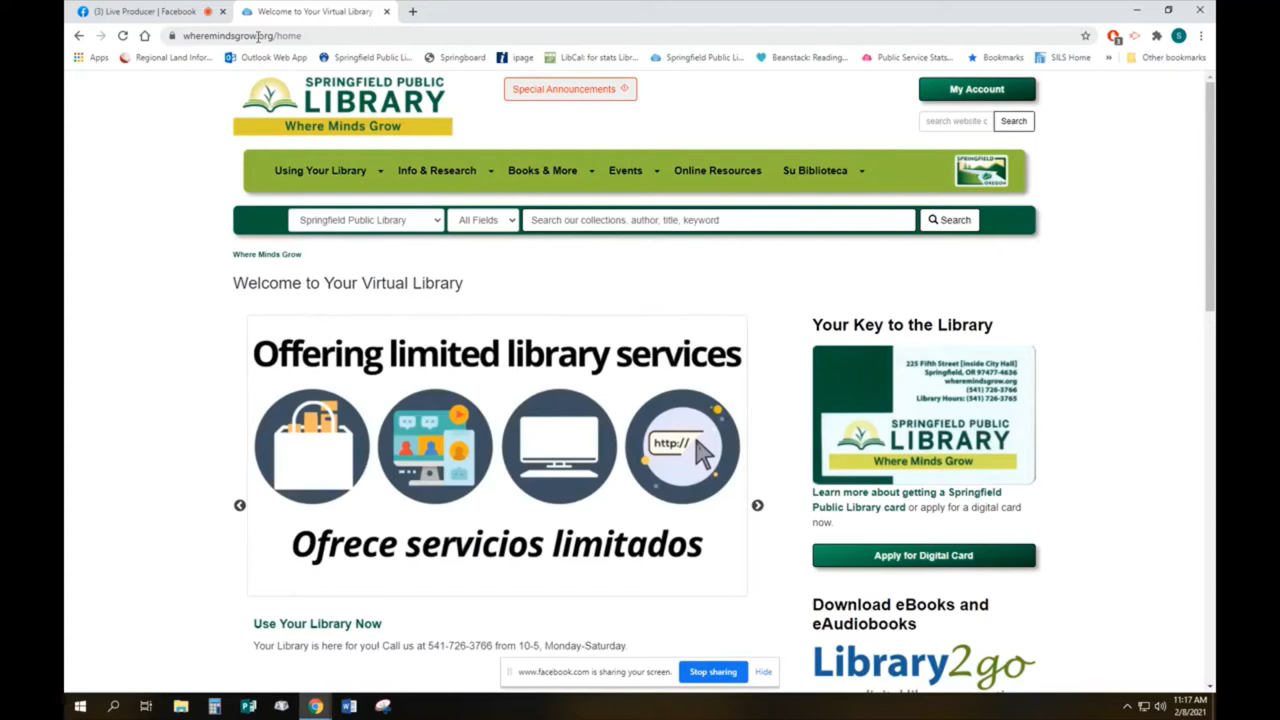 (3) Live Producer | Facebook
Welcome to Your Virtual Library
wheremindsgrow.org/home
Apps
Regional Land Infor...
Outlook Web App
Springfield Public Li...
Springboard
ipage
LibCal: for stats Libr...
Springfield Public Li...
Beanstack: Reading...
Public Service Stats...
Bookmarks
SILS Home
»
Other bookmarks
SPRINGFIELD PUBLIC
LIBRARY
Where Minds Grow
Special Announcements
My Account
search website c
Search
Using Your Library
Info & Research
Books & More
Events
Online Resources
Su Biblioteca
SPRINGFIELD
OREGON
Springfield Public Library
All Fields
Search our collections. author, title, keyword
Search
Where Minds Grow
Welcome to Your Virtual Library
Offering limited library services
http://
Ofrece servicios limitados
Use Your Library Now
Your Library is here for you! Call us at 541-726-3766 from 10-5, Monday-Saturday.
Your Key to the Library
225 Fifth Street [Inside City Hall]
Springfield, OR 97477-4636
wheremindsgrow.org
(541) 726-3766
Library Hours: (541) 726-3765
SPRINGFIELD PUBLIC
LIBRARY
Where Minds Grow
Learn more about getting a Springfield
Public Library card or apply for a digital card
now.
Apply for Digital Card
Download eBooks and
eAudiobooks
Library2go
www.facebook.com is sharing your screen.
Stop sharing
Hide
11:17 AM
2/8/2021